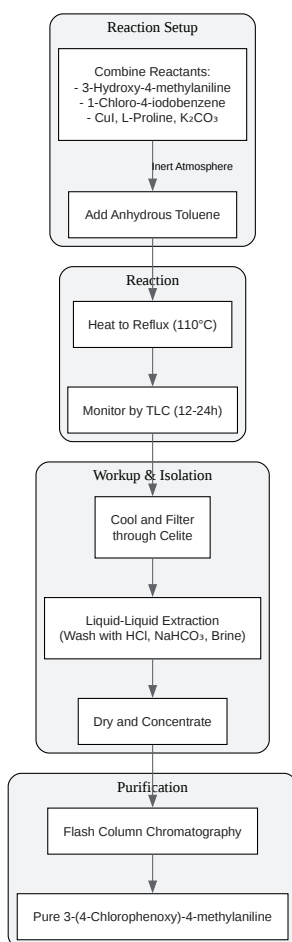 Reaction Setup
Combine Reactants:
- 3-Hydroxy-4-methylaniline
- 1-Chloro-4-iodobenzene
- CuI, L-Proline, K₂CO₃
Inert Atmosphere
Add Anhydrous Toluene
Reaction
Heat to Reflux (110°C)
Monitor by TLC (12-24h)
Workup & Isolation
Cool and Filter
through Celite
Liquid-Liquid Extraction
(Wash with HCl, NaHCO₃, Brine)
Dry and Concentrate
Purification
Flash Column Chromatography
Pure 3-(4-Chlorophenoxy)-4-methylaniline